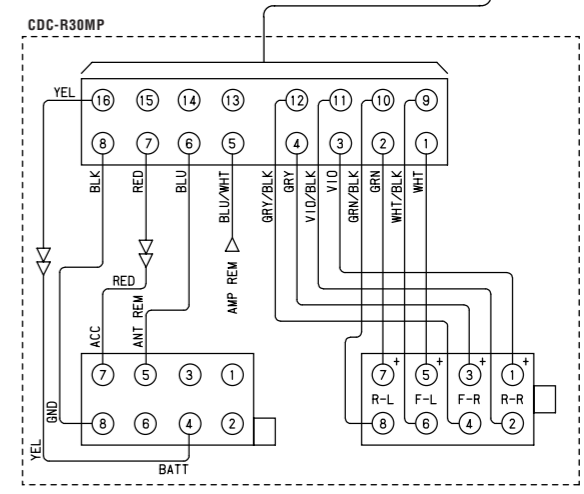 CDC-R30MP
YEL
16 15 14 13 12 11 10 9
8 7 6 5 4 3 2 1
BLK
RED
BLU
BLU/WHT
GRY/BLK
GRY
VIO/BLK
VIO
GRN/BLK
GRN
WHT/BLK
WHT
RED
ACC
ANT REM
AMP REM
7 5 3 1
8 6 4 2
GND
YEL
BATT
7 + 5 + 3 + 1 +
R-L F-L F-R R-R
8 6 4 2